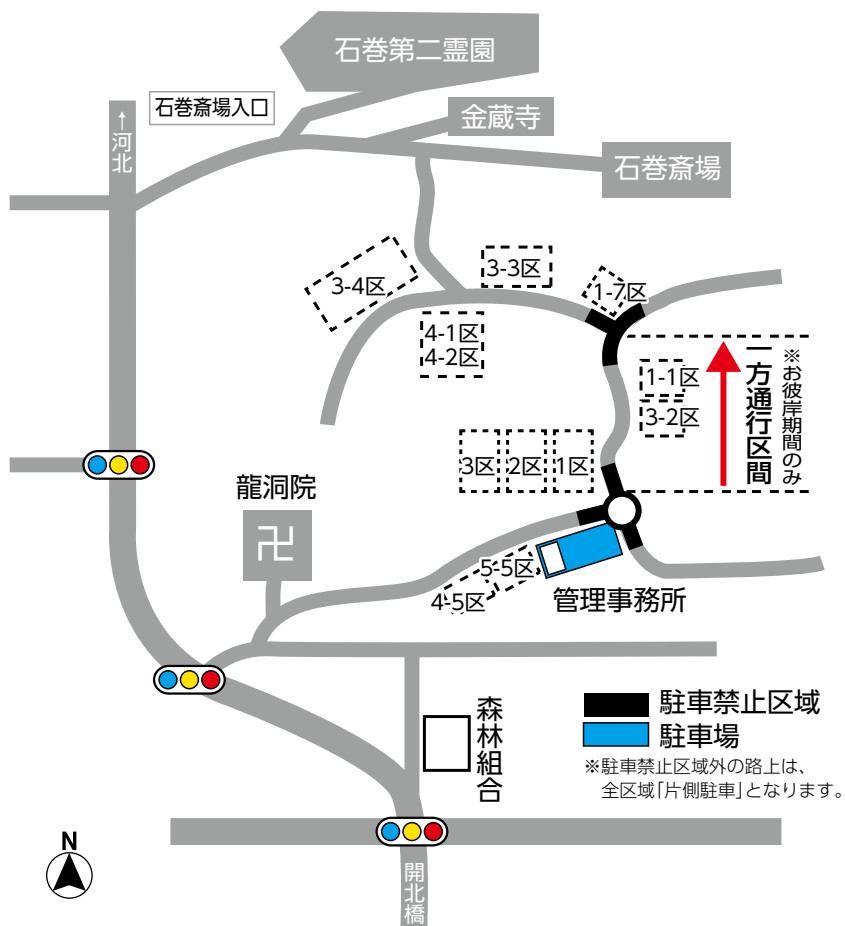 石巻第二霊園
石巻斎場入口
金蔵寺
↑河北
石巻斎場
3-3区
3-4区
1-7区
4-1区
4-2区
1-1区
3-2区
一方通行区間
※お彼岸期間のみ
3区
2区
1区
龍洞院
卍
5-5区
4-5区
管理事務所
森林組合
駐車禁止区域
駐車場
※駐車禁止区域外の路上は、
全区域「片側駐車」となります。
開北橋
N